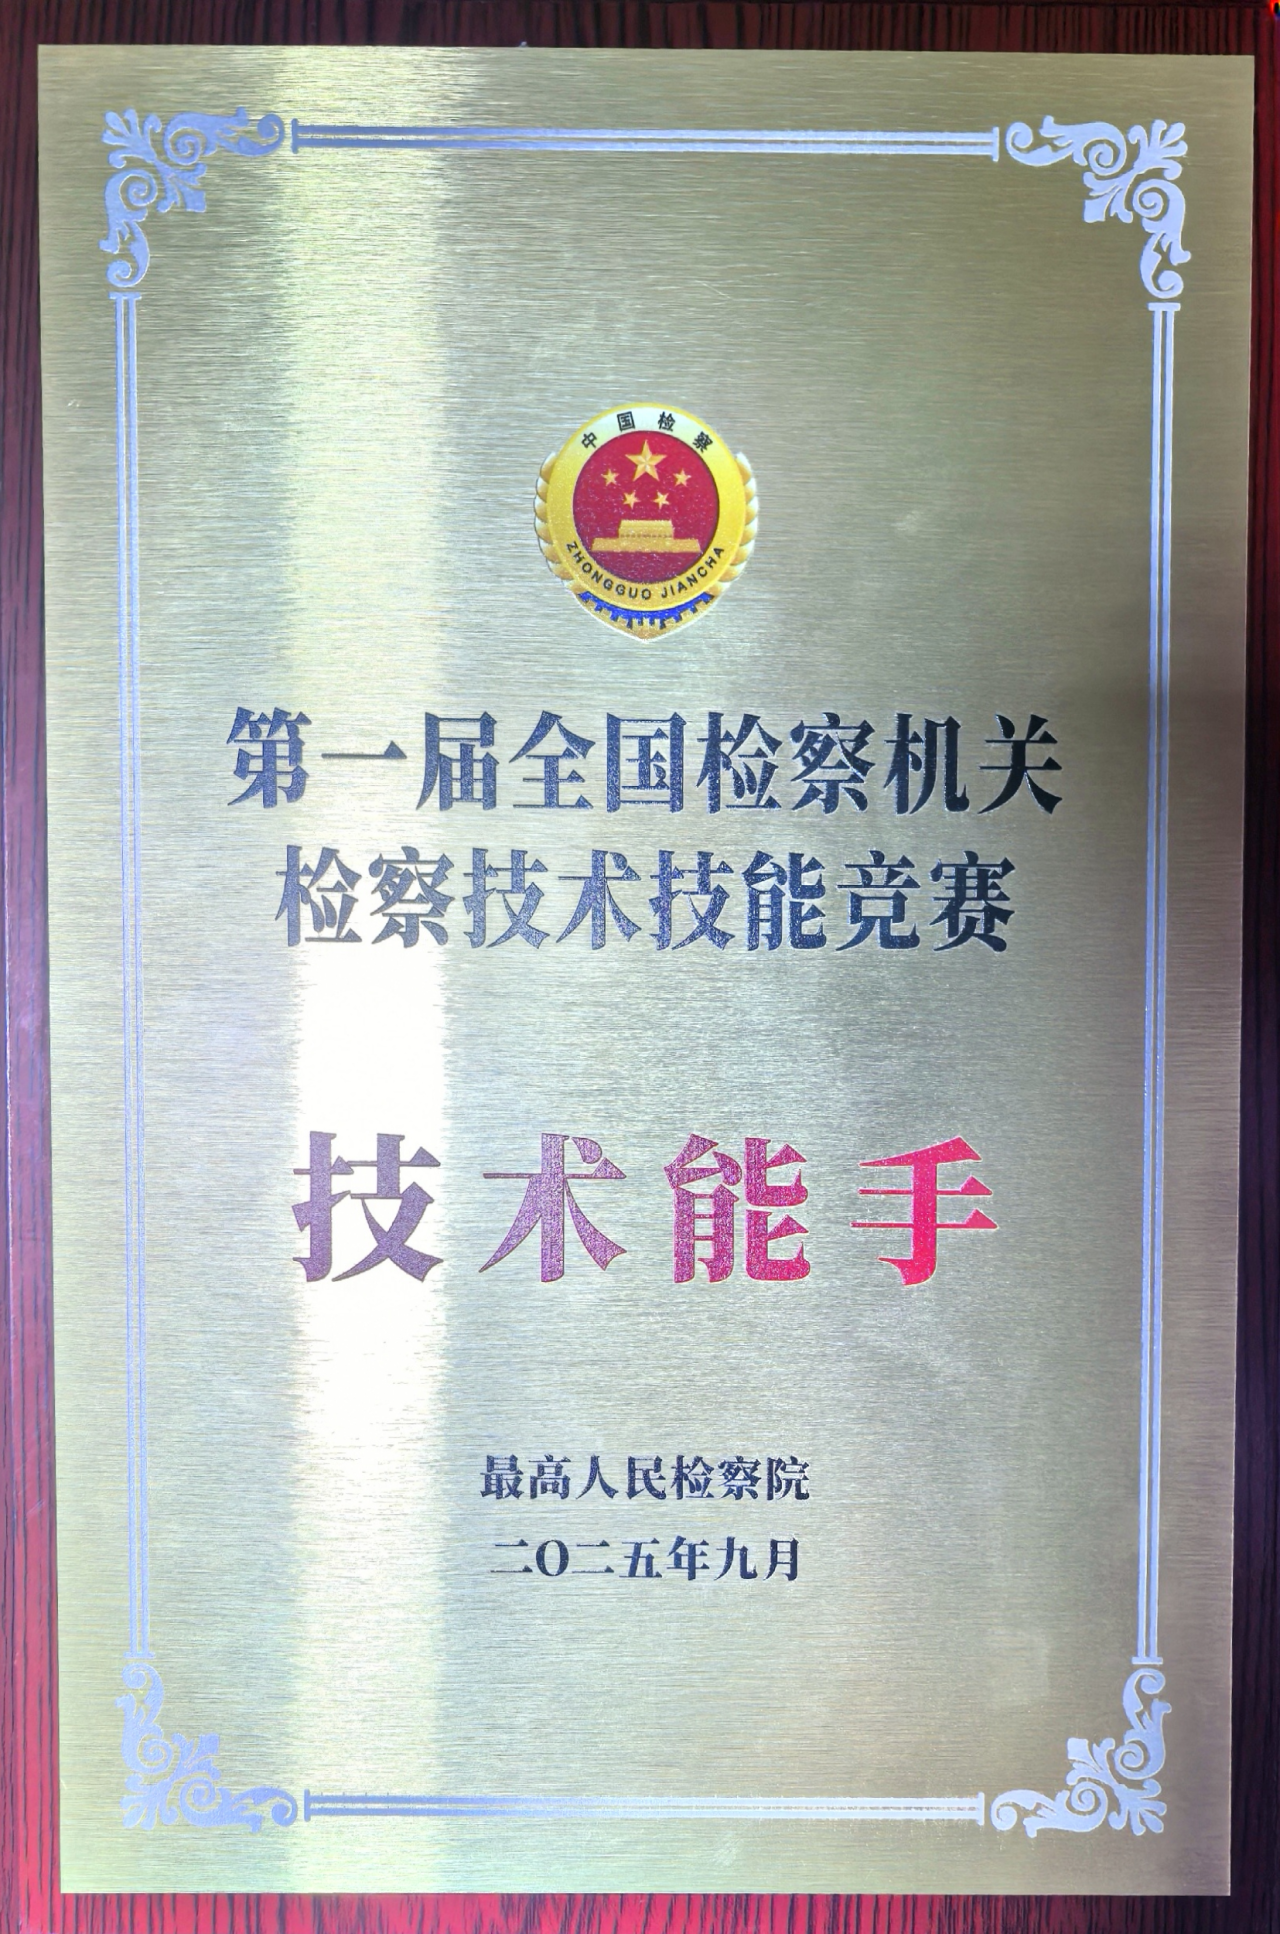 中国检察
ZHONGGUO JIANCHA
第一届全国检察机关
检察技术技能竞赛
技术能手
最高人民检察院
二〇二五年九月